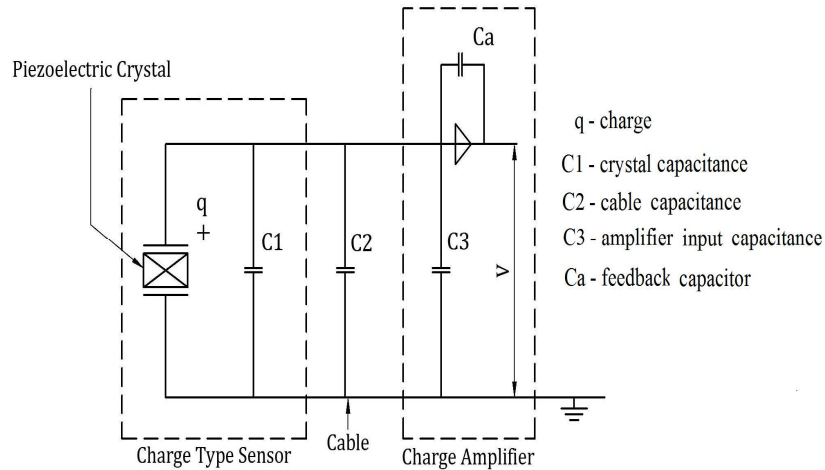 Ca
Piezoelectric Crystal
q - charge
C1 - crystal capacitance
q
+
C2 - cable capacitance
C1
C2
C3
C3 - amplifier input capacitance
V
Ca - feedback capacitor
Cable
Charge Type Sensor
Charge Amplifier